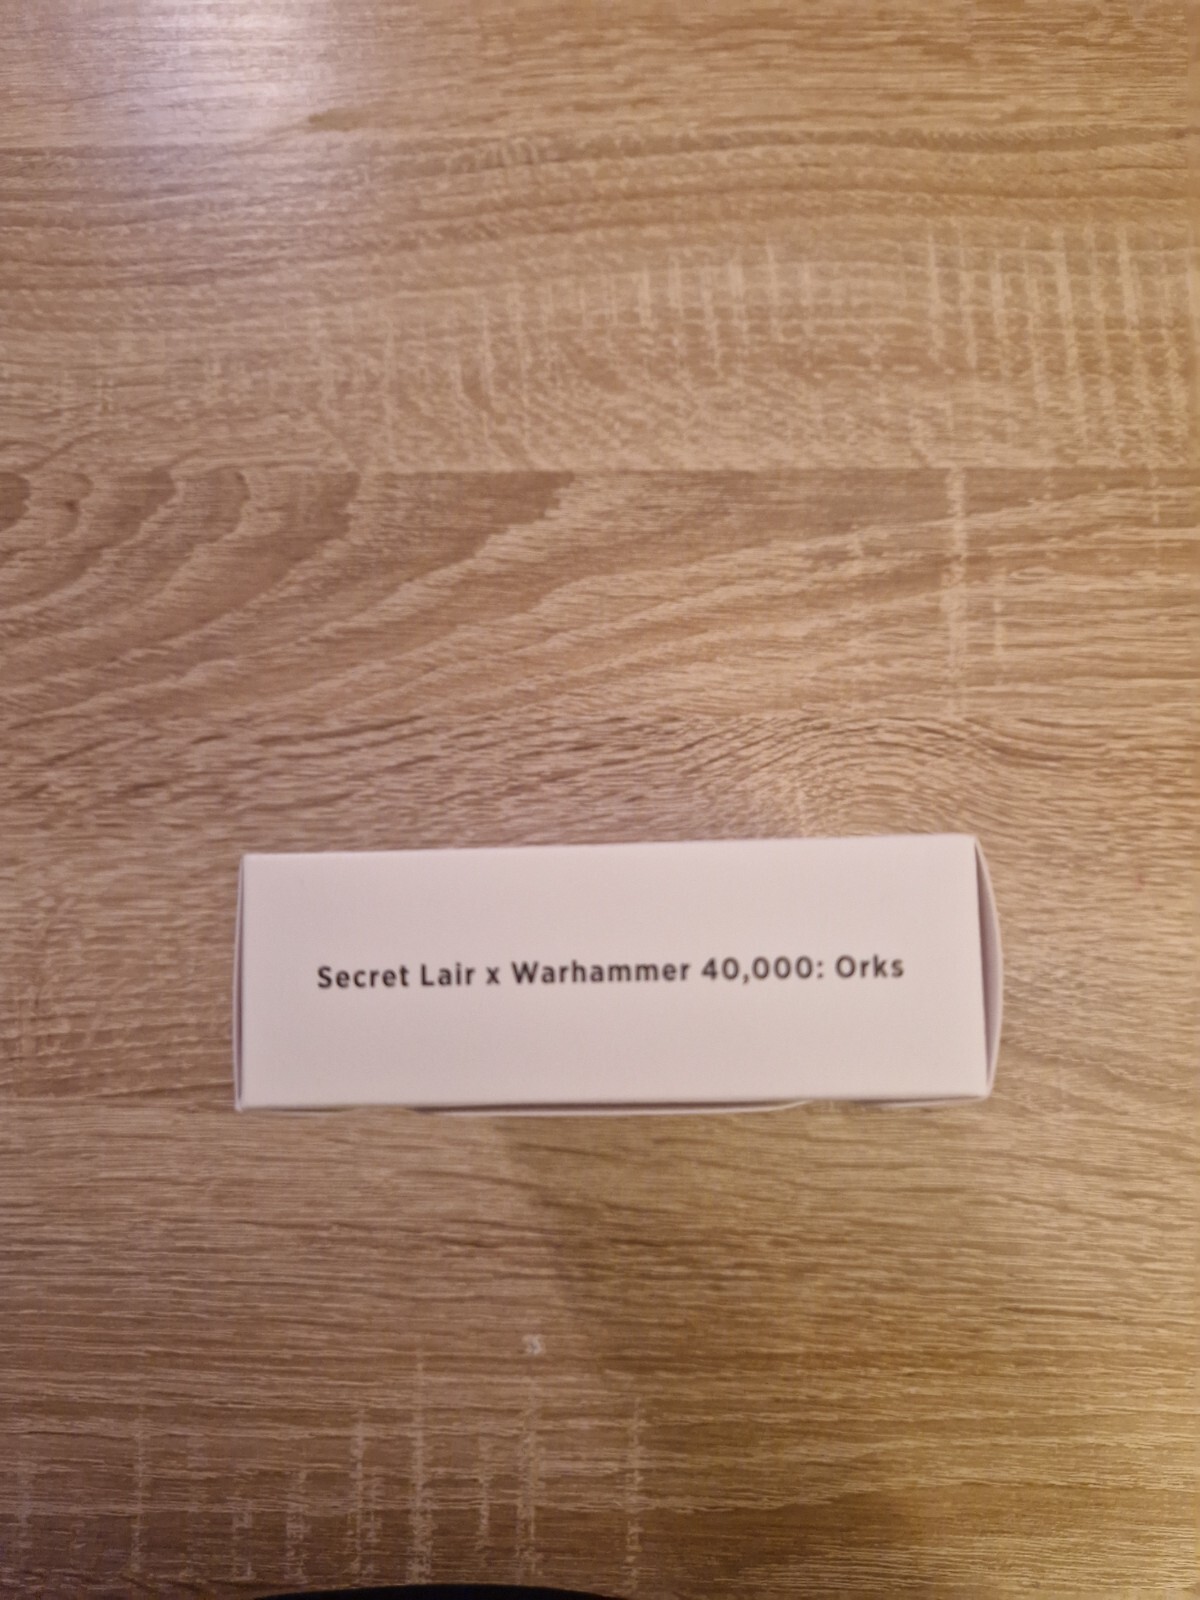 Secret Lair x Warhammer 40,000: Orks